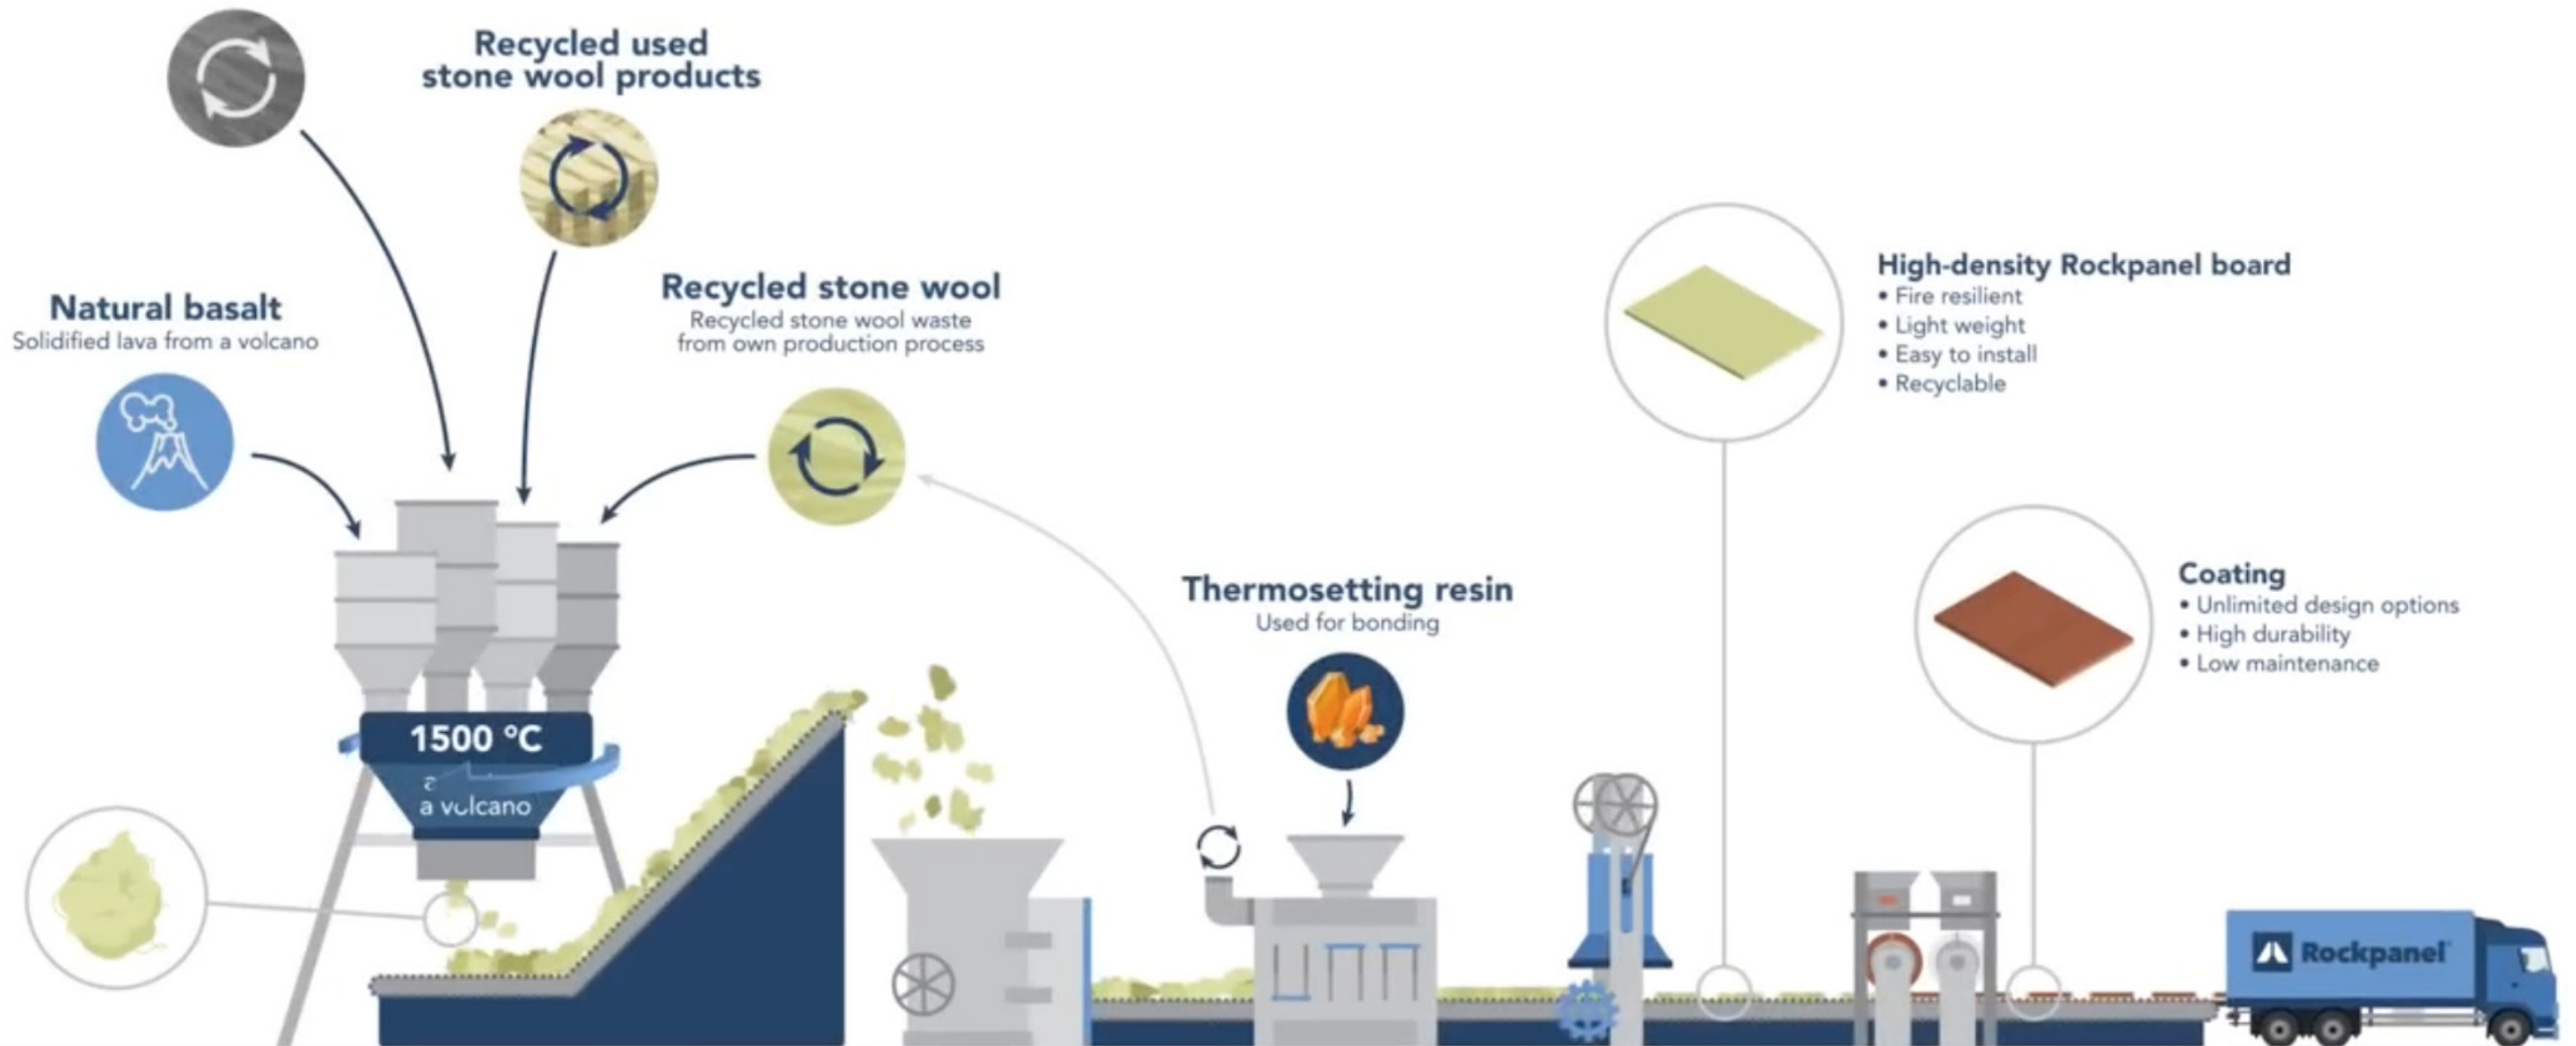 Recycled used
stone wool products
Natural basalt
Solidified lava from a volcano
Recycled stone wool
Recycled stone wool waste
from own production process
High-density Rockpanel board
• Fire resilient
• Light weight
• Easy to install
• Recyclable
Thermosetting resin
Used for bonding
Coating
• Unlimited design options
• High durability
• Low maintenance
1500 °C
a volcano
Rockpanel